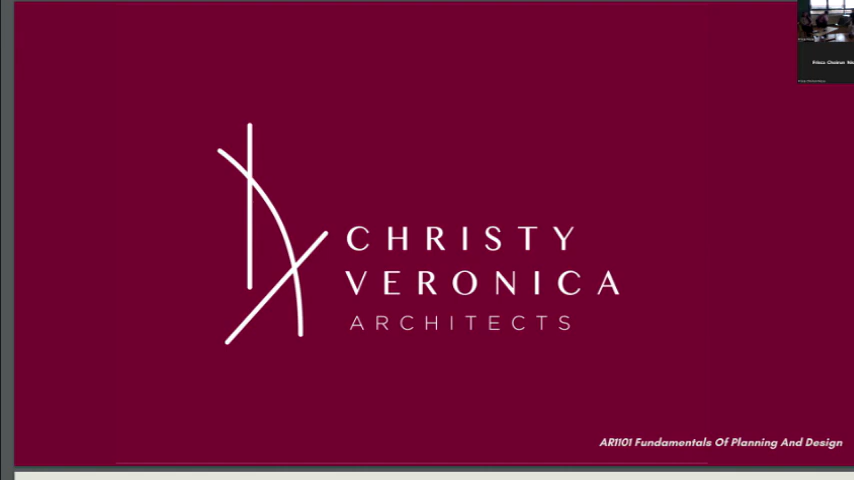 CHRISTY
VERONICA
ARCHITECTS
AR1101 Fundamentals Of Planning And Design